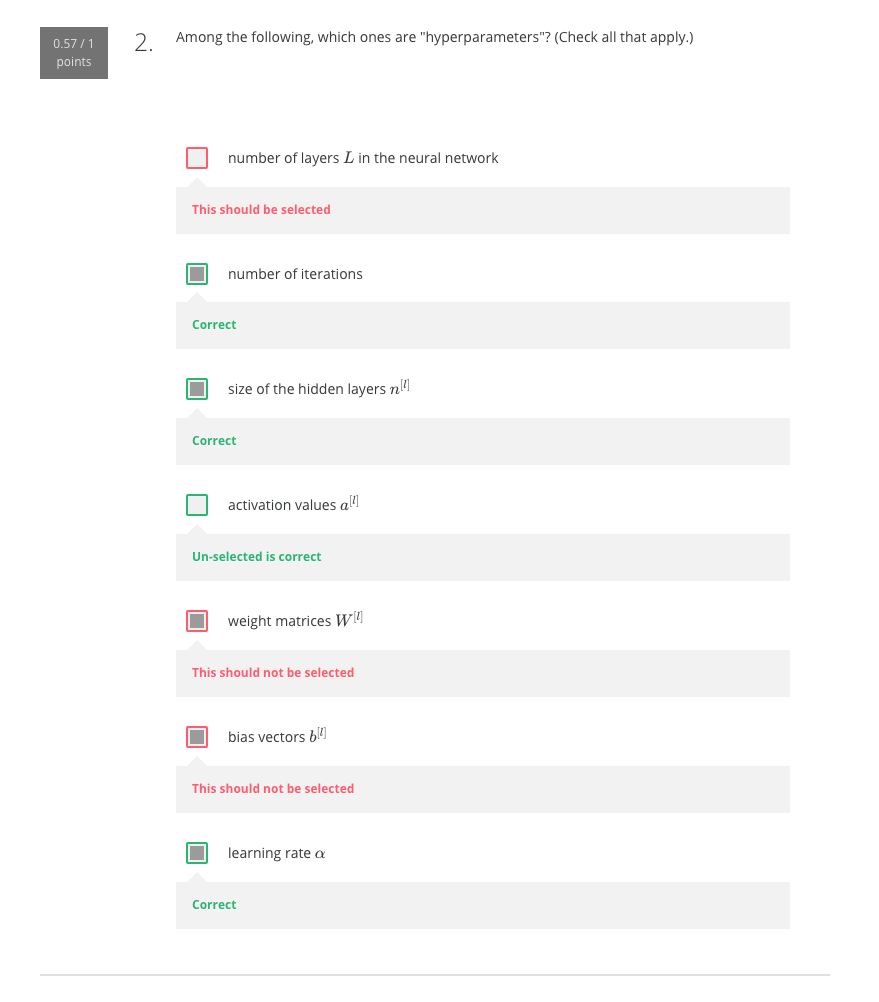 0.57 / 1
points
2.
Among the following, which ones are "hyperparameters"? (Check all that apply.)
number of layers L in the neural network
This should be selected
number of iterations
Correct
size of the hidden layers n^[l]
Correct
activation values a^[l]
Un-selected is correct
weight matrices W^[l]
This should not be selected
bias vectors b^[l]
This should not be selected
learning rate α
Correct